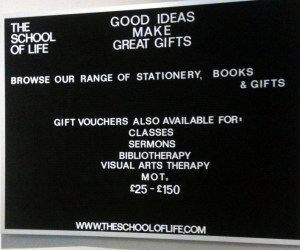 THE
SCHOOL
OF LIFE
GOOD IDEAS
MAKE
GREAT GIFTS
BROWSE OUR RANGE OF STATIONERY, BOOKS
& GIFTS
GIFT VOUCHERS ALSO AVAILABLE FOR:
CLASSES
SERMONS
BIBLIOTHERAPY
VISUAL ARTS THERAPY
MOT,
£25 - £150
WWW.THESCHOOLOFLIFE.COM